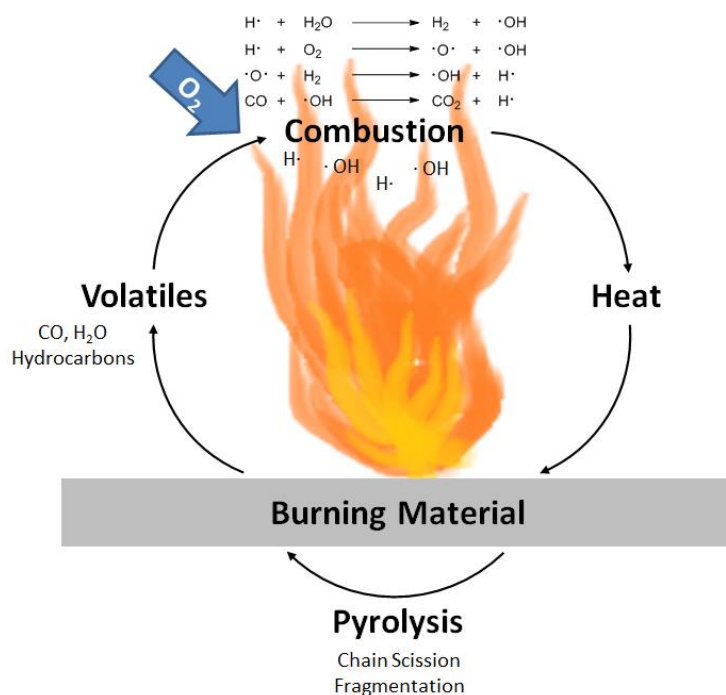 H· + H₂O → H₂ + ·OH
H· + O₂ → ·O· + ·OH
·O· + H₂ → ·OH + H·
CO + ·OH → CO₂ + H·
O₂
Combustion
H· ·OH H· ·OH
Volatiles
CO, H₂O
Hydrocarbons
Heat
Burning Material
Pyrolysis
Chain Scission
Fragmentation